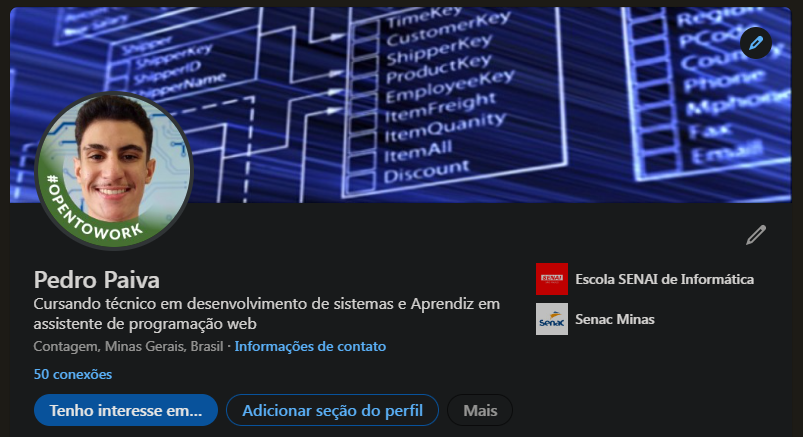 Shipper
ShipperKey
ShipperID
ShipperName
TimeKey
CustomerKey
ShipperKey
ProductKey
EmployeeKey
ItemFreight
ItemQuanity
ItemAll
Discount
Region
Phone
Fax
Email
#OPENTOWORK
Pedro Paiva
Cursando técnico em desenvolvimento de sistemas e Aprendiz em
assistente de programação web
Contagem, Minas Gerais, Brasil · Informações de contato
50 conexões
Tenho interesse em...
Adicionar seção do perfil
Mais
SENAI
Escola SENAI de Informática
Senac
Senac Minas